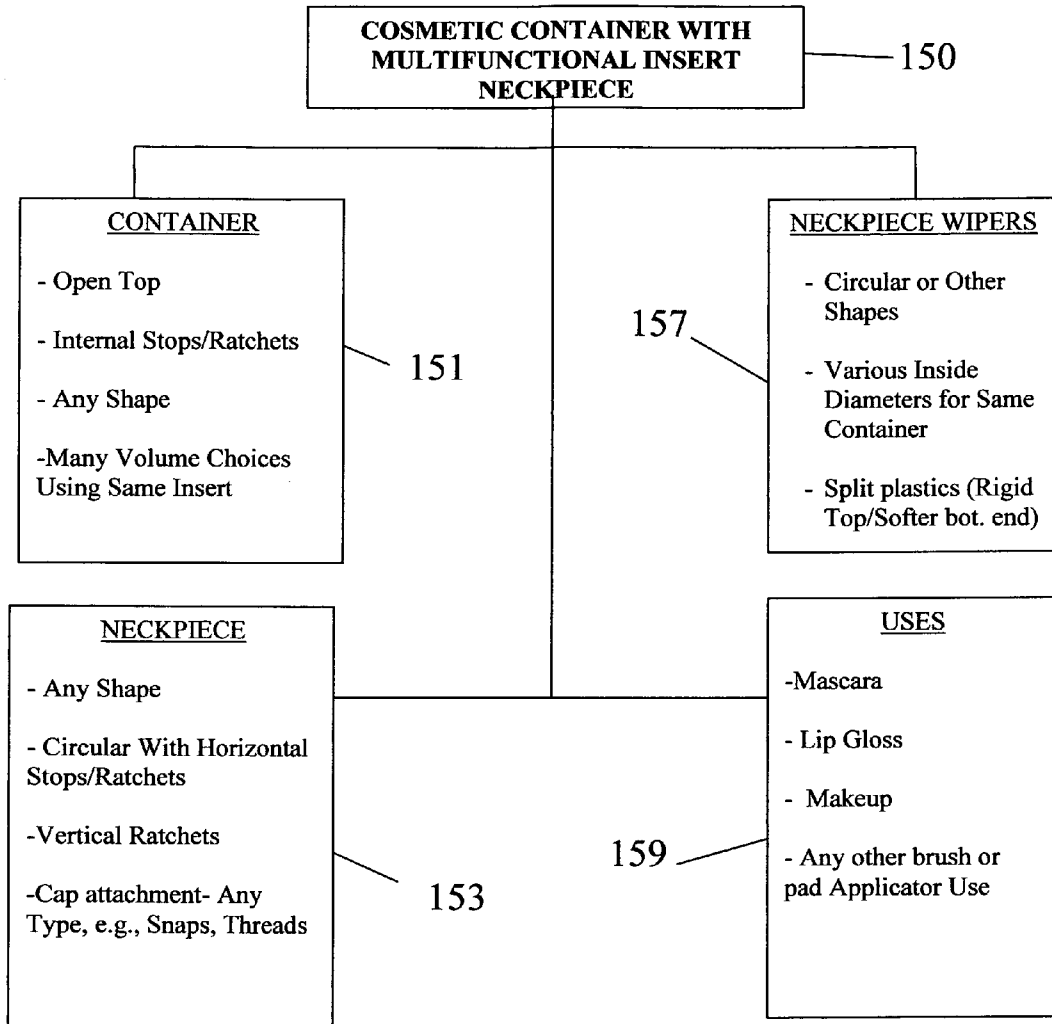 COSMETIC CONTAINER WITH
MULTIFUNCTIONAL INSERT
NECKPIECE
150
CONTAINER
- Open Top
- Internal Stops/Ratchets
- Any Shape
-Many Volume Choices
Using Same Insert
151
NECKPIECE WIPERS
- Circular or Other
Shapes
- Various Inside
Diameters for Same
Container
- Split plastics (Rigid
Top/Softer bot. end)
157
NECKPIECE
- Any Shape
- Circular With Horizontal
Stops/Ratchets
-Vertical Ratchets
-Cap attachment- Any
Type, e.g., Snaps, Threads
153
USES
-Mascara
- Lip Gloss
- Makeup
- Any other brush or
pad Applicator Use
159